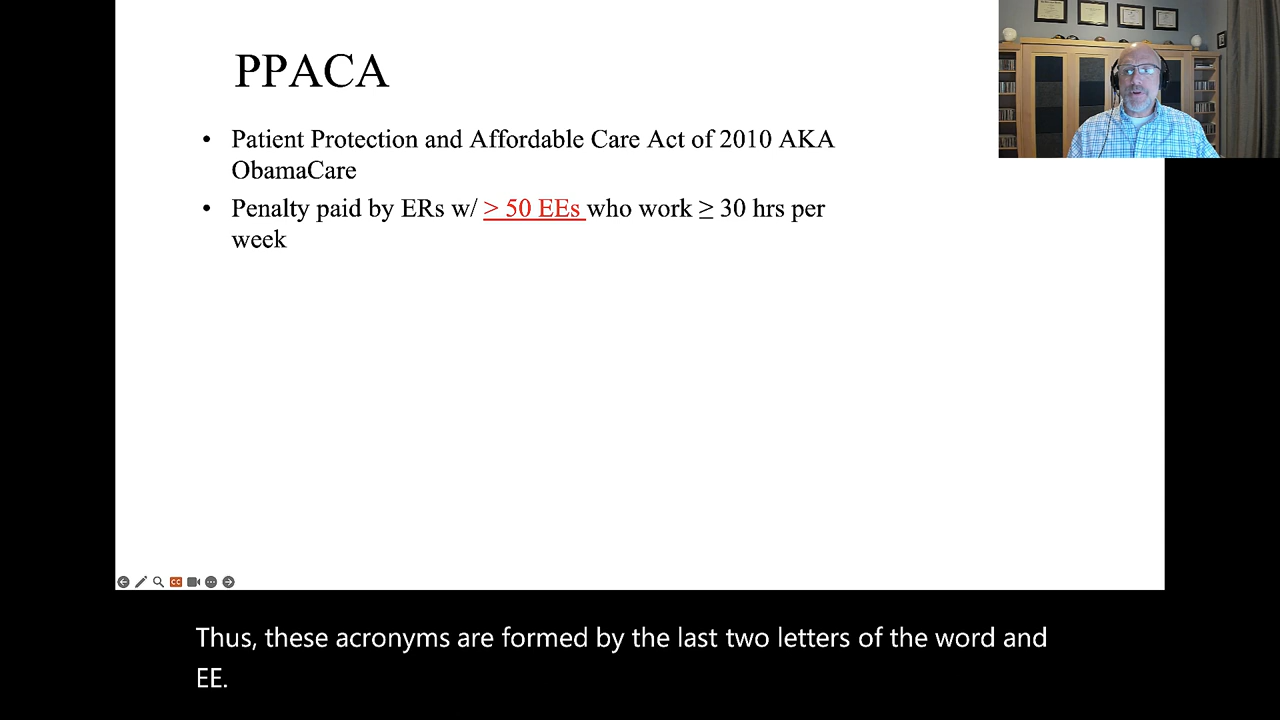 PPACA
• Patient Protection and Affordable Care Act of 2010 AKA
ObamaCare
• Penalty paid by ERs w/ > 50 EEs who work ≥ 30 hrs per
week
CC
Thus, these acronyms are formed by the last two letters of the word and
EE.